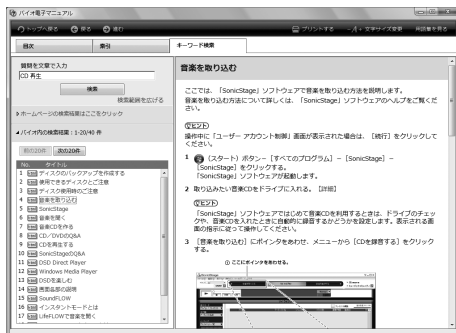 バイオ電子マニュアル
トップへ戻る 戻る 進む
プリントする 文字サイズ変更 用語集を見る
目次 索引 キーワード検索
質問を文章で入力
CD 再生
検索
検索範囲を広げる
ホームページの検索結果はここをクリック
バイオ内の検索結果：1-20/40 件
前の20件 次の20件
No. タイトル
1 ディスクのバックアップを作成する
2 使用できるディスクとご注意
3 ディスク使用時のご注意
4 音楽を取り込む
5 SonicStage
6 音楽を聞く
7 音楽CDを作る
8 CD／DVDのQ&A
9 CDを再生する
10 SonicStageのQ&A
11 DSD Direct Player
12 Windows Media Player
13 DSDを楽しむ
14 画面各部の説明
15 SoundFLOW
16 インスタントモードとは
17 LifeFLOWで音楽を聞く
音楽を取り込む
ここでは、「SonicStage」ソフトウェアで音楽を取り込む方法を説明します。
音楽を取り込む方法について詳しくは、「SonicStage」ソフトウェアのヘルプをご覧くだ
さい。
ヒント
操作中に「ユーザー アカウント制御」画面が表示された場合は、［続行］をクリックして
ください。
1 （スタート）ボタン－［すべてのプログラム］－［SonicStage］－
［SonicStage］をクリックする。
「SonicStage」ソフトウェアが起動します。
2 取り込みたい音楽CDをドライブに入れる。［詳細］
ヒント
「SonicStage」ソフトウェアではじめて音楽CDを利用するときは、ドライブのチェッ
クや、音楽CDを入れたときに自動的に録音するかどうかを設定します。表示される画
面の指示に従って操作してください。
3 ［音楽を取り込む］にポインタをあわせ、メニューから［CDを録音する］をクリック
する。
① ここにポインタをあわせる。